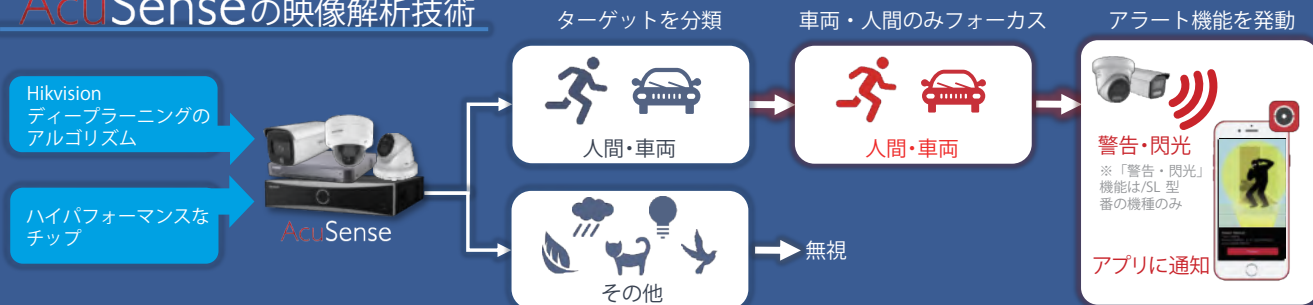 AcuSenseの映像解析技術
ターゲットを分類
車両・人間のみフォーカス
アラート機能を発動
Hikvision
ディープラーニングの
アルゴリズム
ハイパフォーマンスな
チップ
AcuSense
人間・車両
人間・車両
その他
無視
警告・閃光
※「警告・閃光」
機能は/SL 型
番の機種のみ
アプリに通知